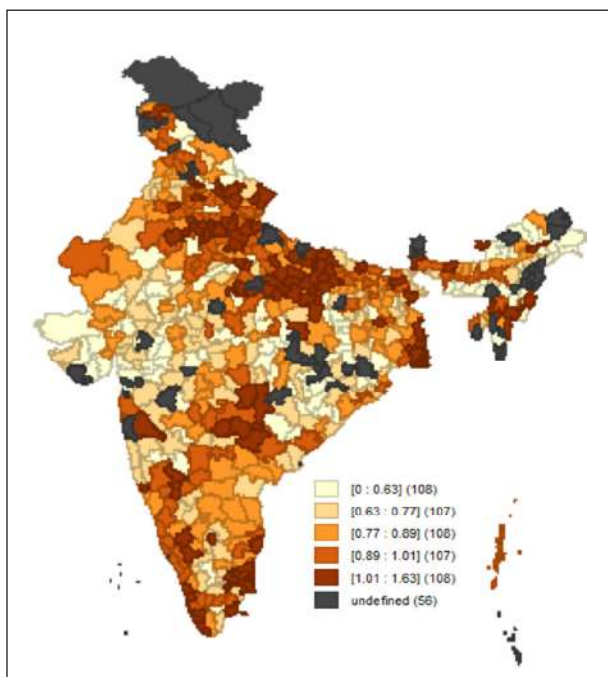 [0 : 0.63] (108)
[0.63 : 0.77] (107)
[0.77 : 0.89] (108)
[0.89 : 1.01] (107)
[1.01 : 1.63] (108)
undefined (56)